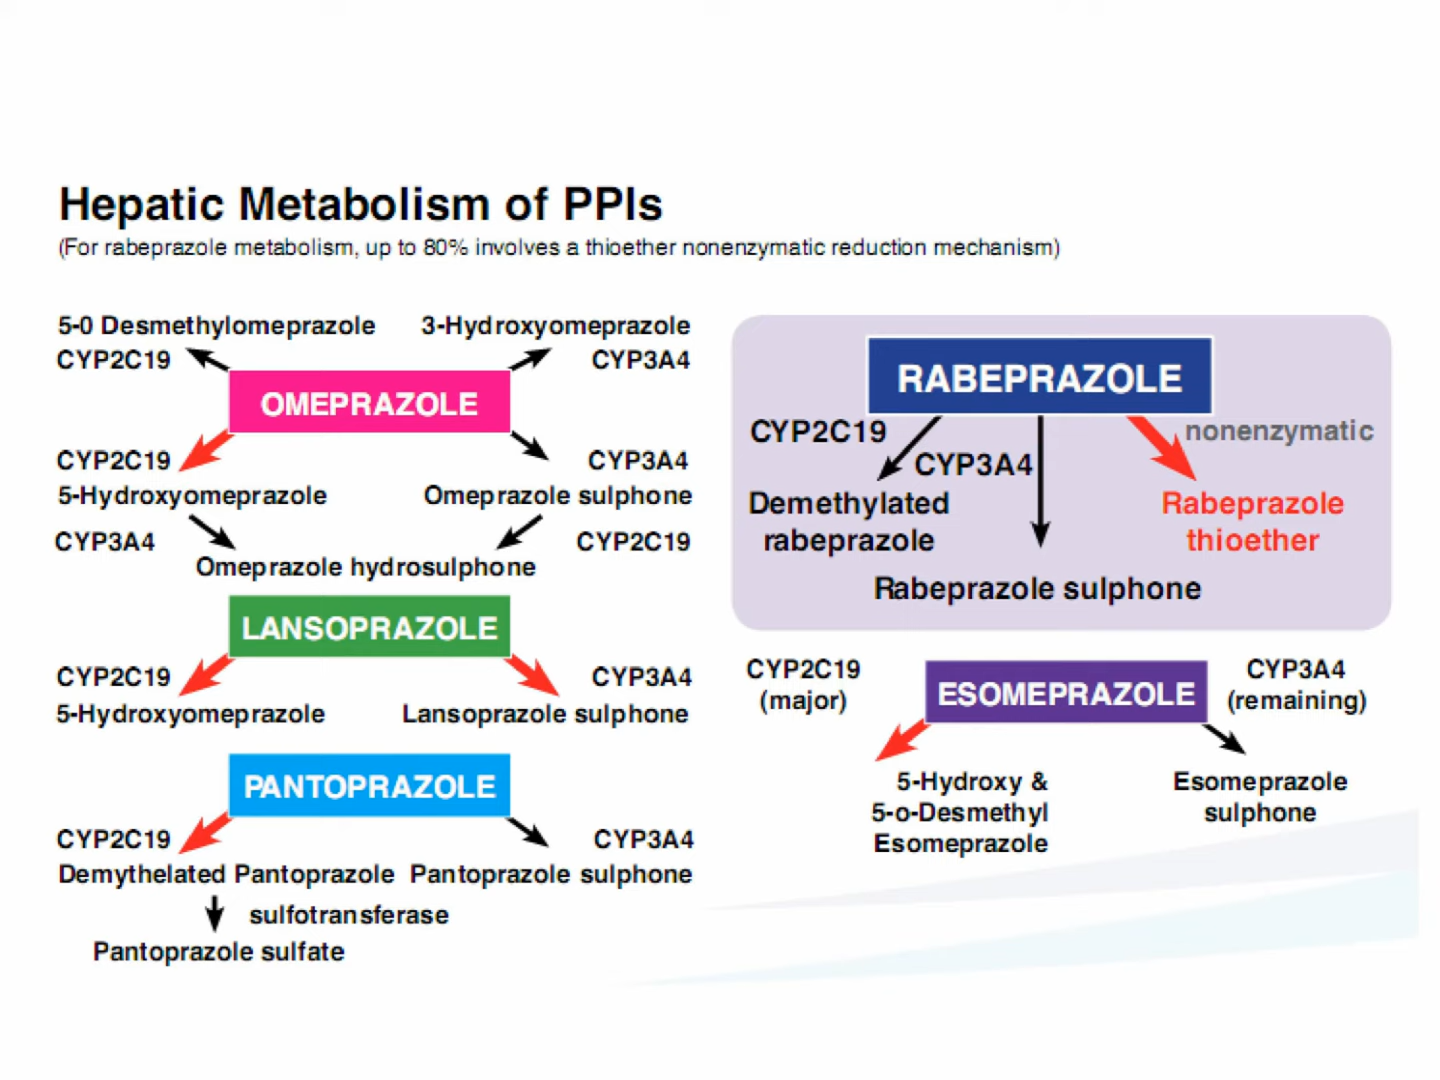 Hepatic Metabolism of PPIs
(For rabeprazole metabolism, up to 80% involves a thioether nonenzymatic reduction mechanism)
5-0 Desmethylomeprazole
3-Hydroxyomeprazole
CYP2C19
CYP3A4
OMEPRAZOLE
CYP2C19
CYP3A4
5-Hydroxyomeprazole
Omeprazole sulphone
CYP3A4
CYP2C19
Omeprazole hydrosulphone
LANSOPRAZOLE
CYP2C19
CYP3A4
5-Hydroxyomeprazole
Lansoprazole sulphone
PANTOPRAZOLE
CYP2C19
CYP3A4
Demythelated Pantoprazole
Pantoprazole sulphone
sulfotransferase
Pantoprazole sulfate
RABEPRAZOLE
CYP2C19
nonenzymatic
CYP3A4
Demethylated
rabeprazole
Rabeprazole
thioether
Rabeprazole sulphone
CYP2C19
(major)
ESOMEPRAZOLE
CYP3A4
(remaining)
5-Hydroxy &
5-o-Desmethyl
Esomeprazole
Esomeprazole
sulphone